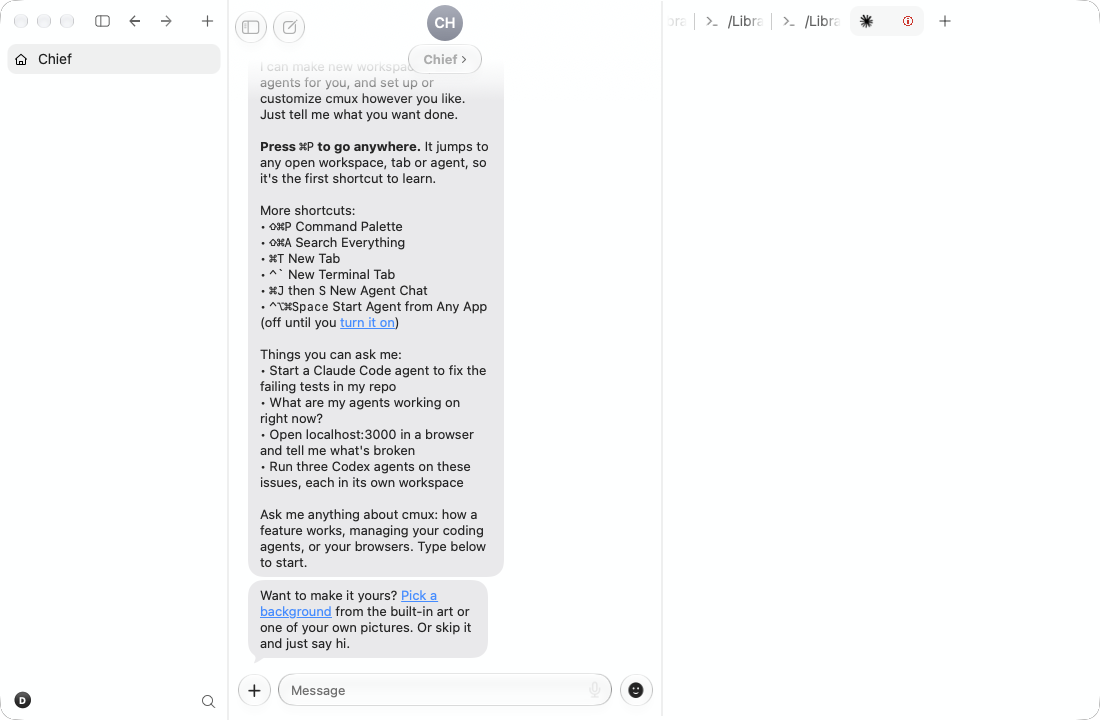 CH
Chief >
/Libra
/Libra
Chief
I can make new workspa
agents for you, and set up or
customize cmux however you like.
Just tell me what you want done.
Press ⌘P to go anywhere. It jumps to
any open workspace, tab or agent, so
it's the first shortcut to learn.
More shortcuts:
• ⇧⌘P Command Palette
• ⇧⌘A Search Everything
• ⌘T New Tab
• ^` New Terminal Tab
• ⌘J then S New Agent Chat
• ^⌥⌘Space Start Agent from Any App
(off until you turn it on)
Things you can ask me:
• Start a Claude Code agent to fix the
failing tests in my repo
• What are my agents working on
right now?
• Open localhost:3000 in a browser
and tell me what's broken
• Run three Codex agents on these
issues, each in its own workspace
Ask me anything about cmux: how a
feature works, managing your coding
agents, or your browsers. Type below
to start.
Want to make it yours? Pick a
background from the built-in art or
one of your own pictures. Or skip it
and just say hi.
Message
D